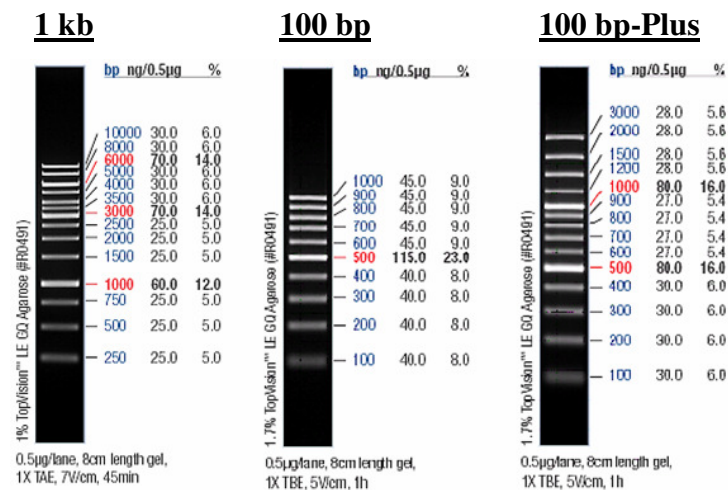 1 kb
bp ng/0.5µg %
10000 30.0 6.0
8000 30.0 6.0
6000 70.0 14.0
5000 30.0 6.0
4000 30.0 6.0
3500 30.0 6.0
3000 70.0 14.0
2500 25.0 5.0
2000 25.0 5.0
1500 25.0 5.0
1000 60.0 12.0
750 25.0 5.0
500 25.0 5.0
250 25.0 5.0
1% TopVision™ LE GQ Agarose (#R0491)
0.5µg/lane, 8cm length gel,
1X TAE, 7V/cm, 45min
100 bp
bp ng/0.5µg %
1000 45.0 9.0
900 45.0 9.0
800 45.0 9.0
700 45.0 9.0
600 45.0 9.0
500 115.0 23.0
400 40.0 8.0
300 40.0 8.0
200 40.0 8.0
100 40.0 8.0
1.7% TopVision™ LE GQ Agarose (#R0491)
0.5µg/lane, 8cm length gel,
1X TBE, 5V/cm, 1h
100 bp-Plus
bp ng/0.5µg %
3000 28.0 5.6
2000 28.0 5.6
1500 28.0 5.6
1200 28.0 5.6
1000 80.0 16.0
900 27.0 5.4
800 27.0 5.4
700 27.0 5.4
600 27.0 5.4
500 80.0 16.0
400 30.0 6.0
300 30.0 6.0
200 30.0 6.0
100 30.0 6.0
1.7% TopVision™ LE GQ Agarose (#R0491)
0.5µg/lane, 8cm length gel,
1X TBE, 5V/cm, 1h